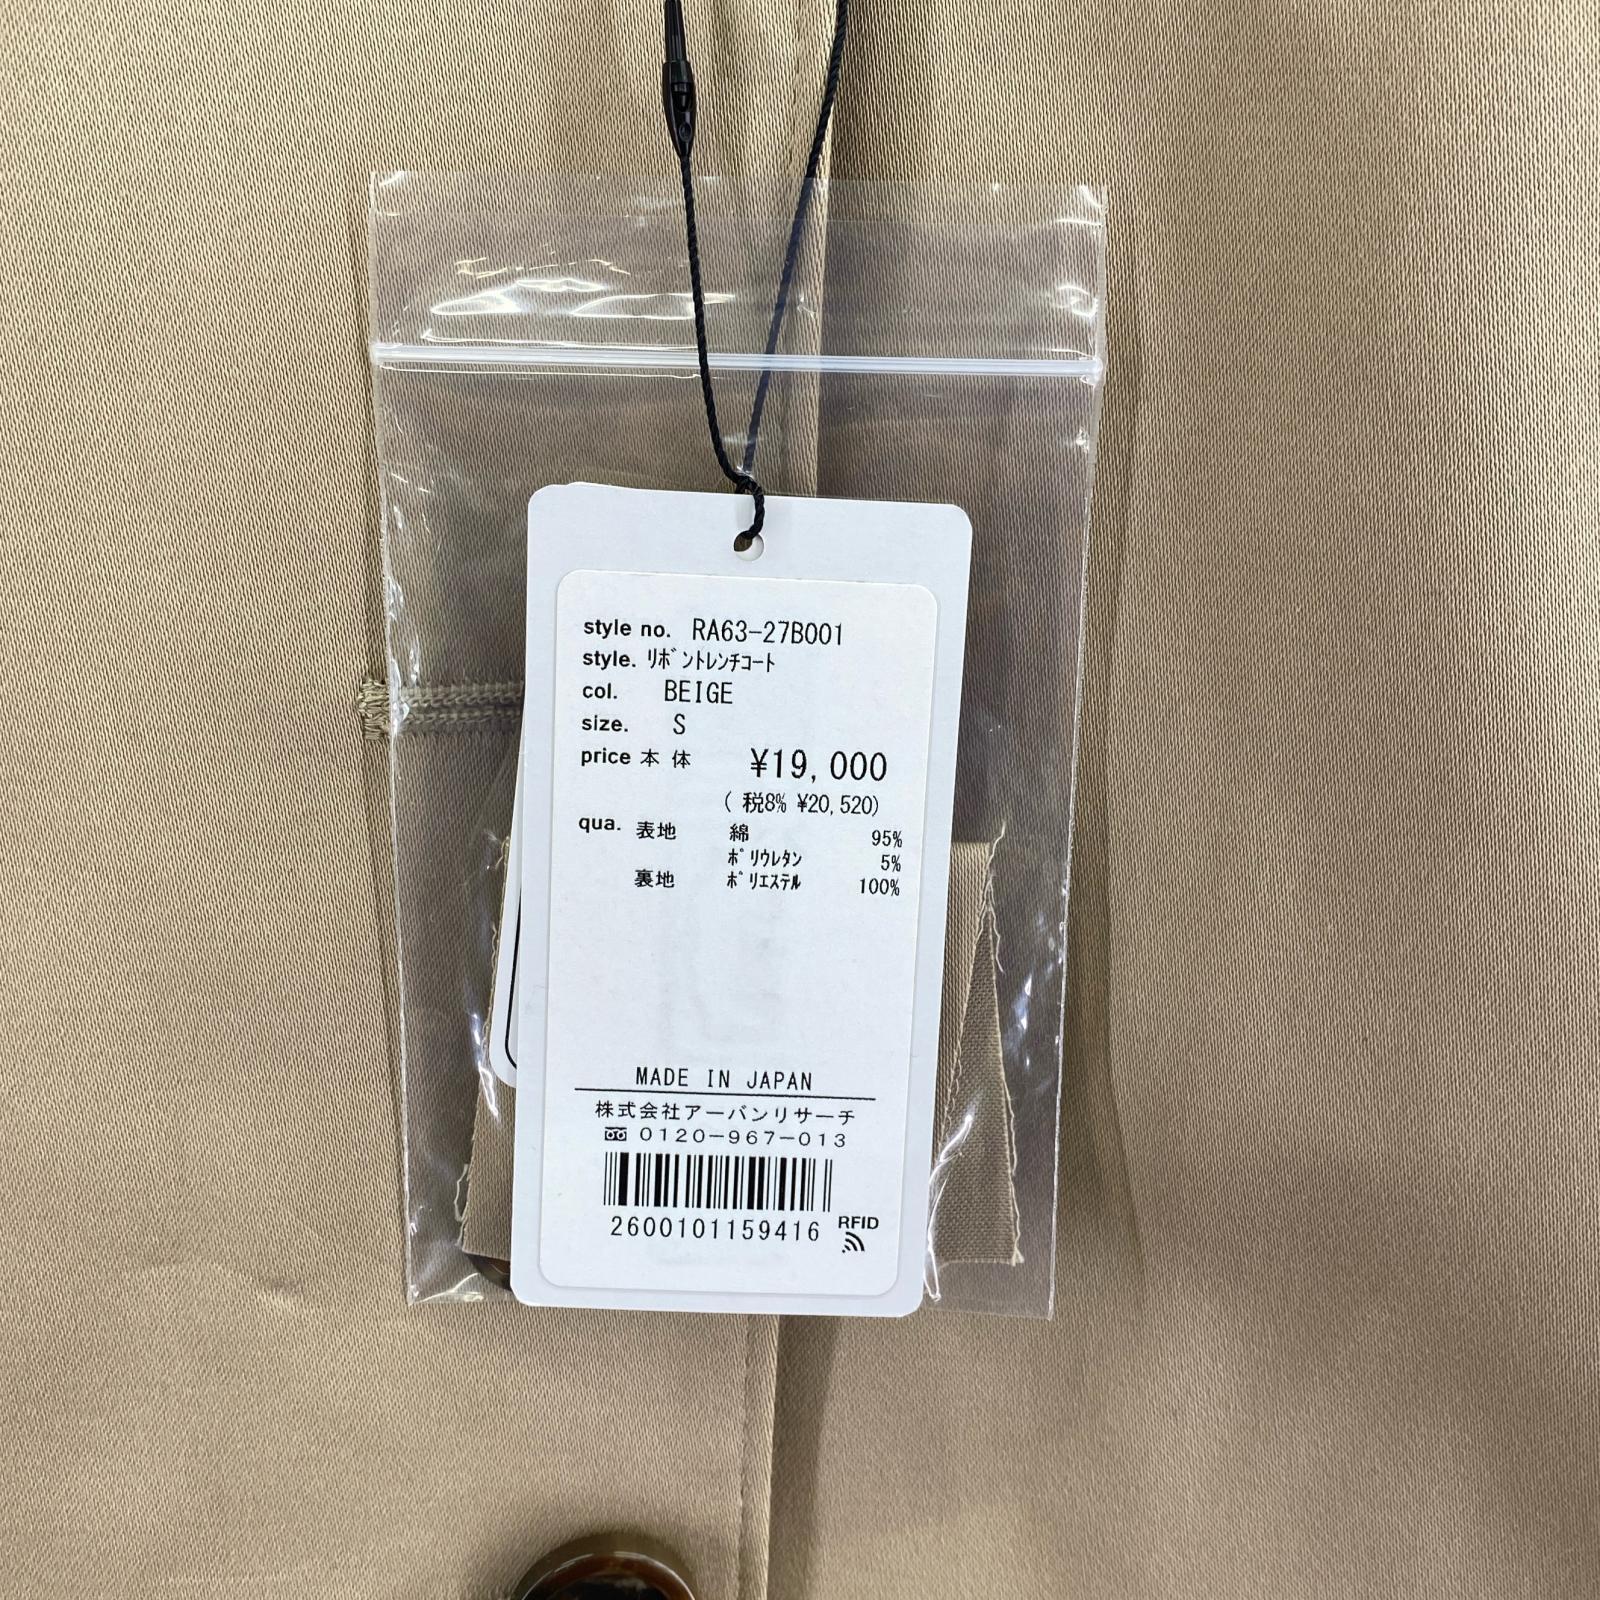 style no. RA63-27B001
style. ﾘﾎﾞﾝﾄﾚﾝﾁｺｰﾄ
col. BEIGE
size. S
price 本 体 ¥19,000
( 税8% ¥20,520)
qua. 表地 綿 95%
ﾎﾟﾘｳﾚﾀﾝ 5%
裏地 ﾎﾟﾘｴｽﾃﾙ 100%
MADE IN JAPAN
株式会社アーバンリサーチ
0120-967-013
2600101159416
RFID